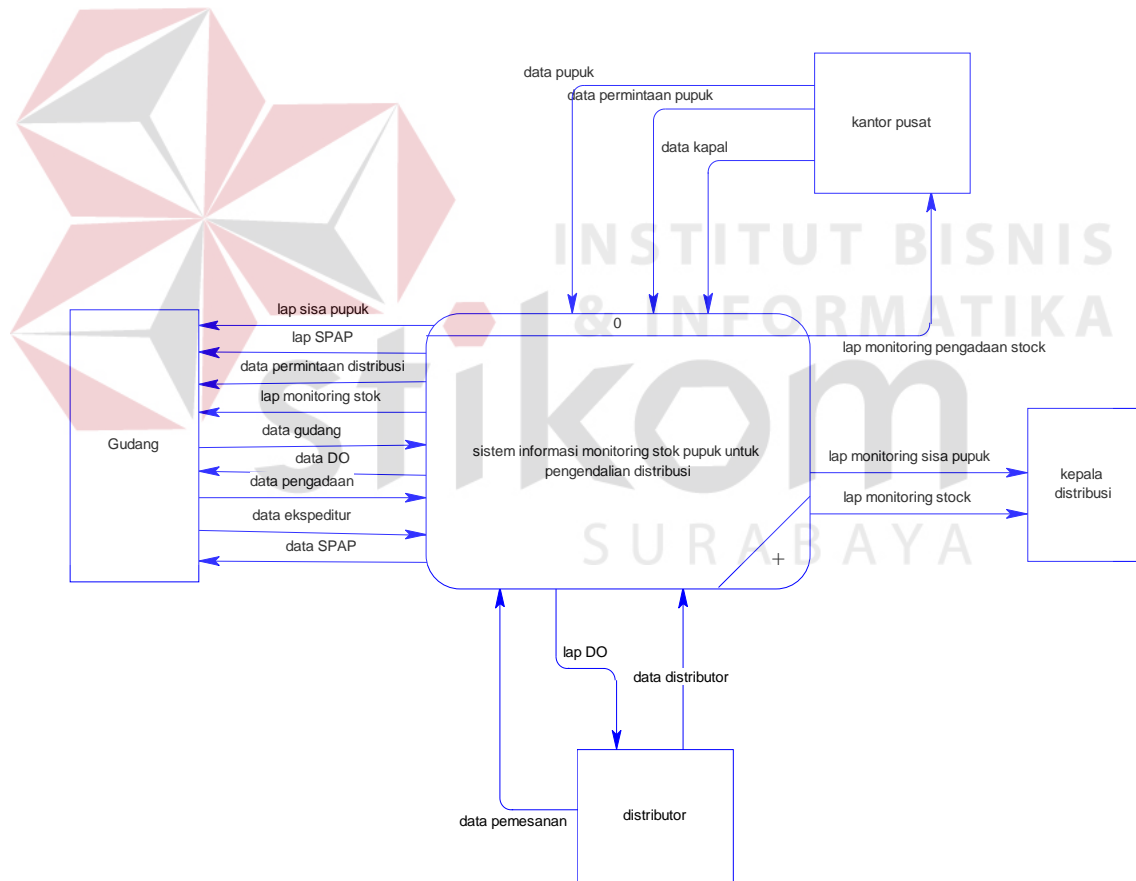 data pupuk
data permintaan pupuk
kantor pusat
data kapal
INSTITUT BISNIS
& INFORMATIKA
stikom
SURABAYA
lap sisa pupuk
0
lap SPAP
lap monitoring pengadaan stock
data permintaan distribusi
lap monitoring stok
data gudang
Gudang
sistem informasi monitoring stok pupuk untuk
pengendalian distribusi
lap monitoring sisa pupuk
data DO
kepala
distribusi
data pengadaan
lap monitoring stock
data ekspeditur
data SPAP
+
lap DO
data distributor
data pemesanan
distributor